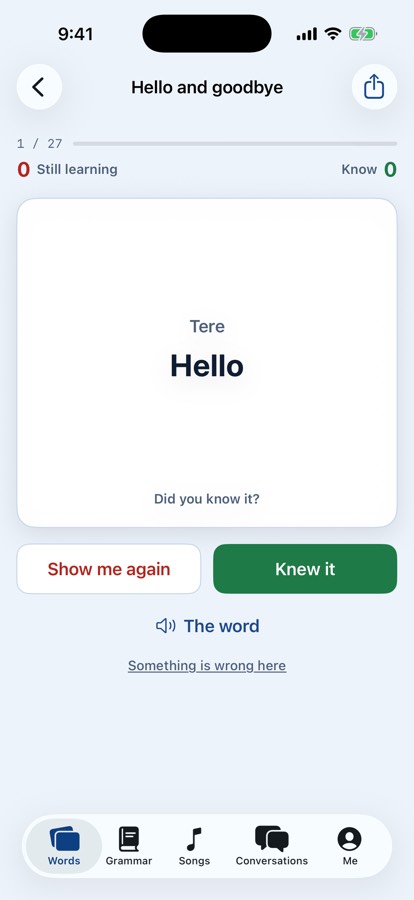 9:41
Hello and goodbye
1 / 27
0 Still learning
Know 0
Tere
Hello
Did you know it?
Show me again
Knew it
The word
Something is wrong here
Words
Grammar
Songs
Conversations
Me